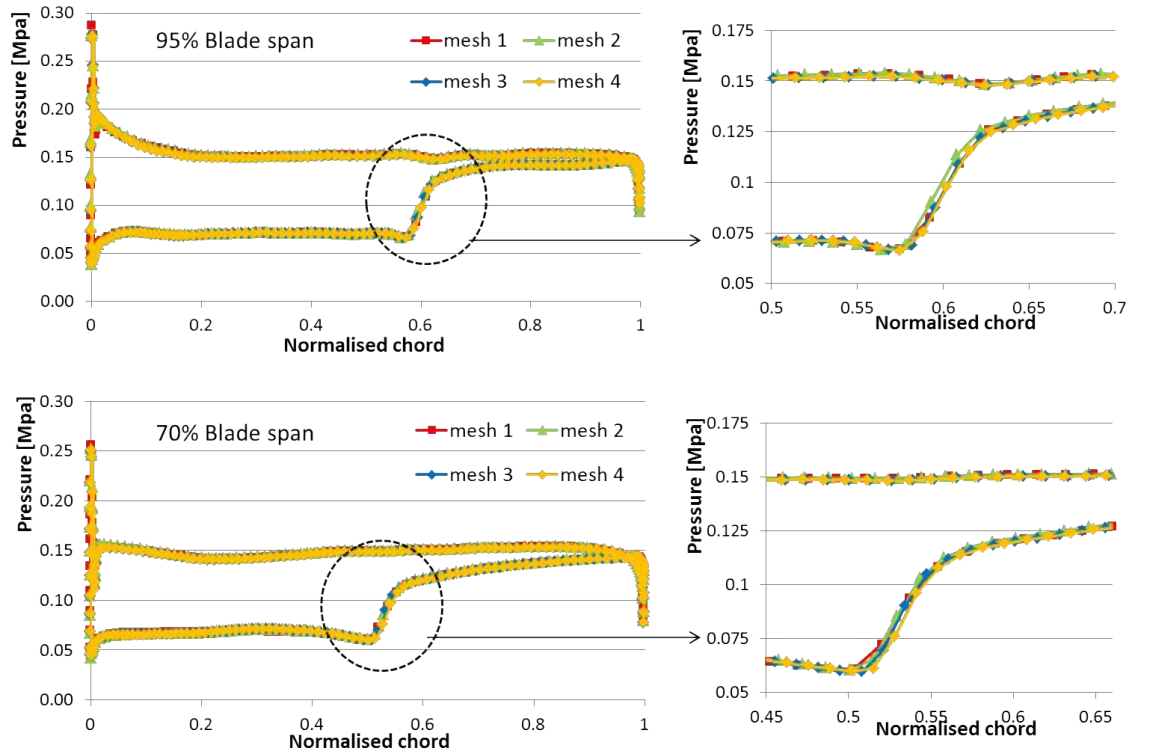 Pressure [Mpa]
0.30
0.25
0.20
0.15
0.10
0.05
0.00
95% Blade span
mesh 1
mesh 2
mesh 3
mesh 4
0
0.2
0.4
0.6
0.8
1
Normalised chord
Pressure [Mpa]
0.175
0.15
0.125
0.1
0.075
0.05
0.5
0.55
0.6
0.65
0.7
Normalised chord
Pressure [Mpa]
0.30
0.25
0.20
0.15
0.10
0.05
0.00
70% Blade span
mesh 1
mesh 2
mesh 3
mesh 4
0
0.2
0.4
0.6
0.8
1
Normalised chord
Pressure [Mpa]
0.175
0.15
0.125
0.1
0.075
0.05
0.45
0.5
0.55
0.6
0.65
Normalised chord